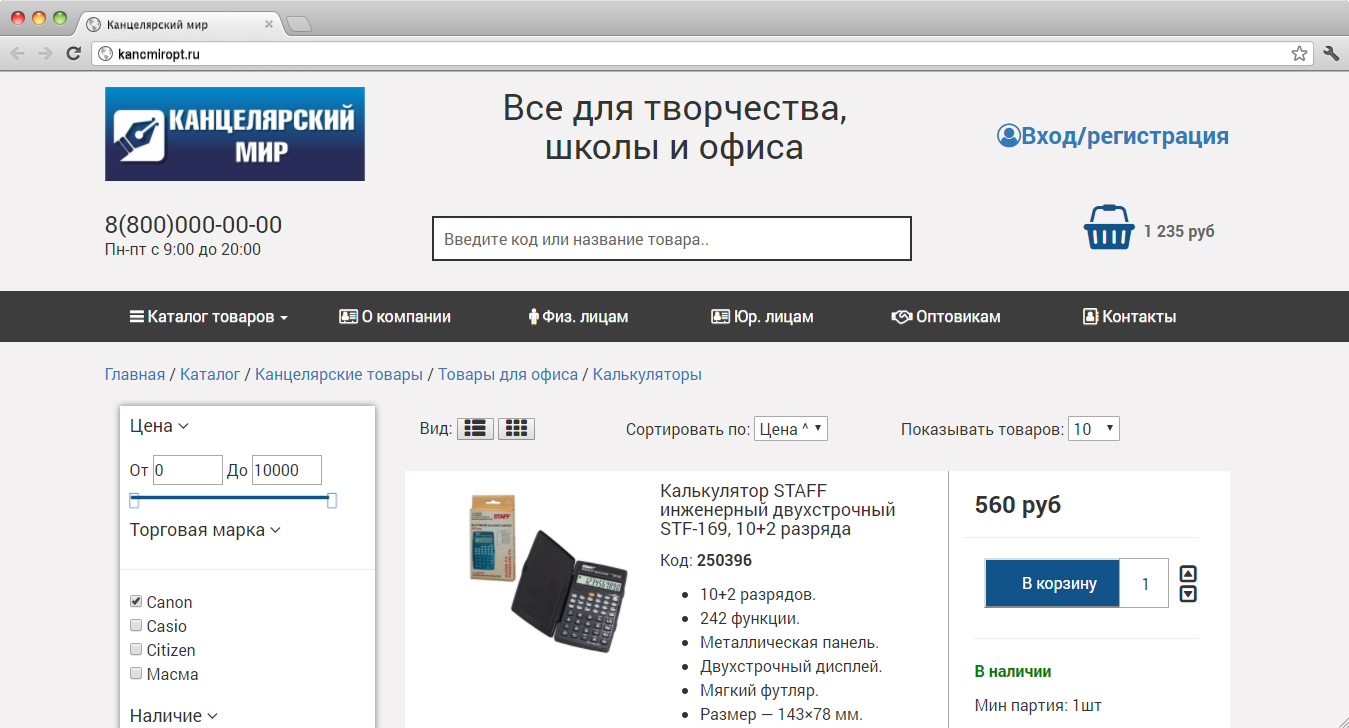 Канцелярский мир
kancmiropt.ru
КАНЦЕЛЯРСКИЙ
МИР
Все для творчества,
школы и офиса
Вход/регистрация
8(800)000-00-00
Пн-пт с 9:00 до 20:00
Введите код или название товара..
1 235 руб
Каталог товаров О компании Физ. лицам Юр. лицам Оптовикам Контакты
Главная / Каталог / Канцелярские товары / Товары для офиса / Калькуляторы
Цена
От 0 До 10000
Торговая марка
Canon
Casio
Citizen
Масма
Наличие
Вид: Сортировать по: Цена ^ Показывать товаров: 10
STAFF
Калькулятор STAFF
инженерный двухстрочный
STF-169, 10+2 разряда
Код: 250396
10+2 разрядов.
242 функции.
Металлическая панель.
Двухстрочный дисплей.
Мягкий футляр.
Размер — 143×78 мм.
560 руб
В корзину 1
В наличии
Мин партия: 1шт